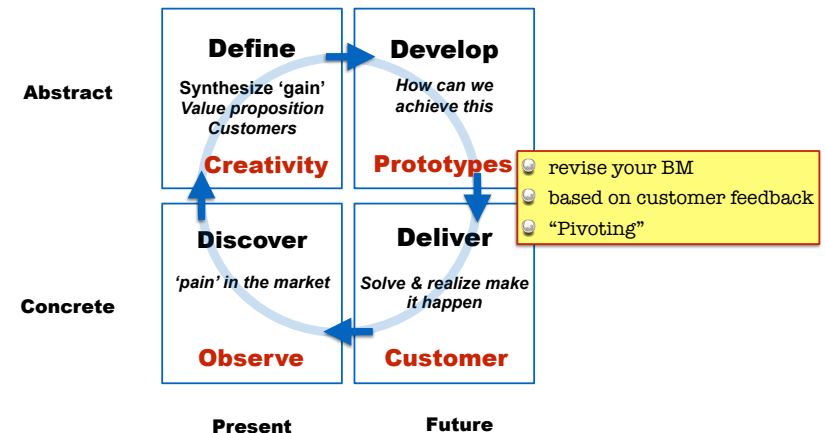 Define
Develop
Abstract
Synthesize ‘gain’
Value proposition
Customers
How can we
achieve this
Creativity
Prototypes
revise your BM
based on customer feedback
“Pivoting”
Discover
Deliver
‘pain’ in the market
Solve & realize make
it happen
Concrete
Observe
Customer
Present
Future